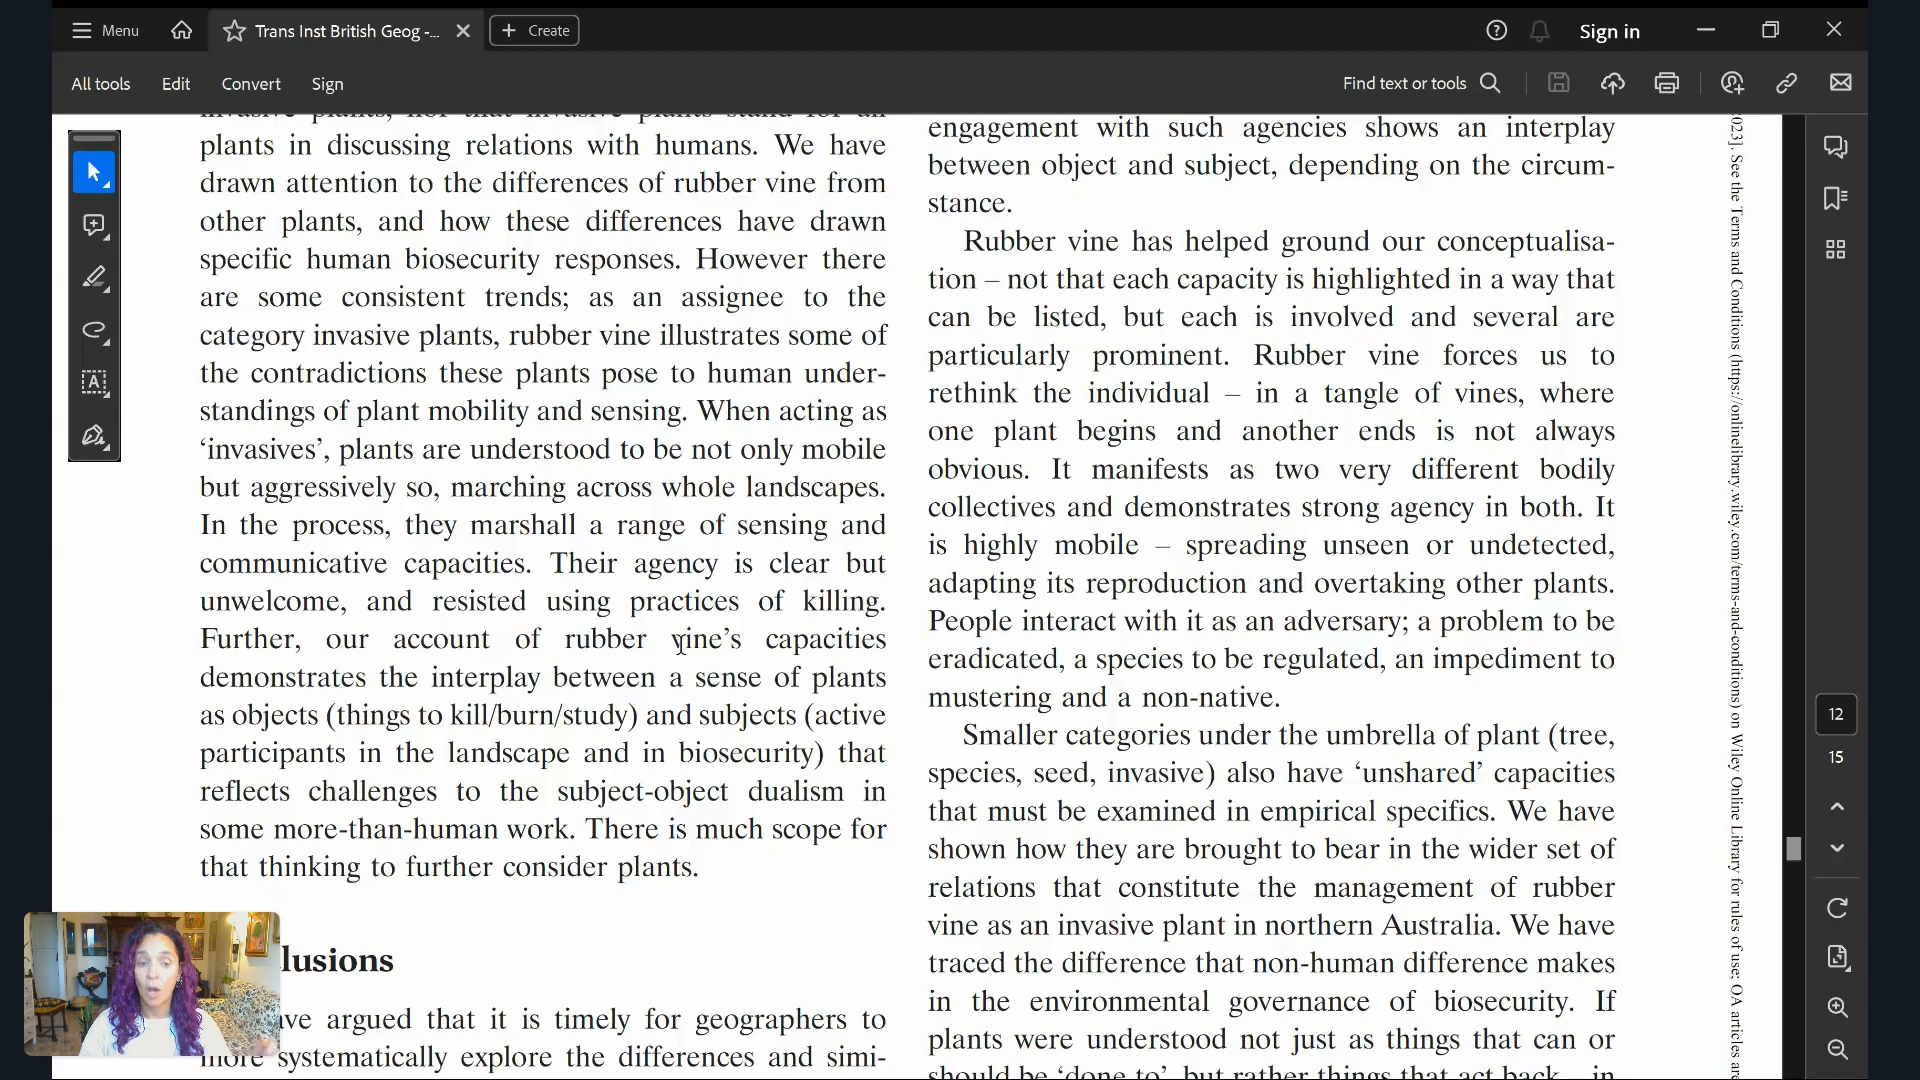 Menu
Trans Inst British Geog -...
Create
Sign in
All tools
Edit
Convert
Sign
Find text or tools
invasive plants, nor that invasive plants stand for all
plants in discussing relations with humans. We have
drawn attention to the differences of rubber vine from
other plants, and how these differences have drawn
specific human biosecurity responses. However there
are some consistent trends; as an assignee to the
category invasive plants, rubber vine illustrates some of
the contradictions these plants pose to human under-
standings of plant mobility and sensing. When acting as
‘invasives’, plants are understood to be not only mobile
but aggressively so, marching across whole landscapes.
In the process, they marshall a range of sensing and
communicative capacities. Their agency is clear but
unwelcome, and resisted using practices of killing.
Further, our account of rubber vine’s capacities
demonstrates the interplay between a sense of plants
as objects (things to kill/burn/study) and subjects (active
participants in the landscape and in biosecurity) that
reflects challenges to the subject-object dualism in
some more-than-human work. There is much scope for
that thinking to further consider plants.
lusions
ave argued that it is timely for geographers to
more systematically explore the differences and simi-
engagement with such agencies shows an interplay
between object and subject, depending on the circum-
stance.
Rubber vine has helped ground our conceptualisa-
tion – not that each capacity is highlighted in a way that
can be listed, but each is involved and several are
particularly prominent. Rubber vine forces us to
rethink the individual – in a tangle of vines, where
one plant begins and another ends is not always
obvious. It manifests as two very different bodily
collectives and demonstrates strong agency in both. It
is highly mobile – spreading unseen or undetected,
adapting its reproduction and overtaking other plants.
People interact with it as an adversary; a problem to be
eradicated, a species to be regulated, an impediment to
mustering and a non-native.
Smaller categories under the umbrella of plant (tree,
species, seed, invasive) also have ‘unshared’ capacities
that must be examined in empirical specifics. We have
shown how they are brought to bear in the wider set of
relations that constitute the management of rubber
vine as an invasive plant in northern Australia. We have
traced the difference that non-human difference makes
in the environmental governance of biosecurity. If
plants were understood not just as things that can or
should be ‘done to’, but rather things that act back – in
2023]. See the Terms and Conditions (https://onlinelibrary.wiley.com/terms-and-conditions) on Wiley Online Library for rules of use; OA articles are
12
15